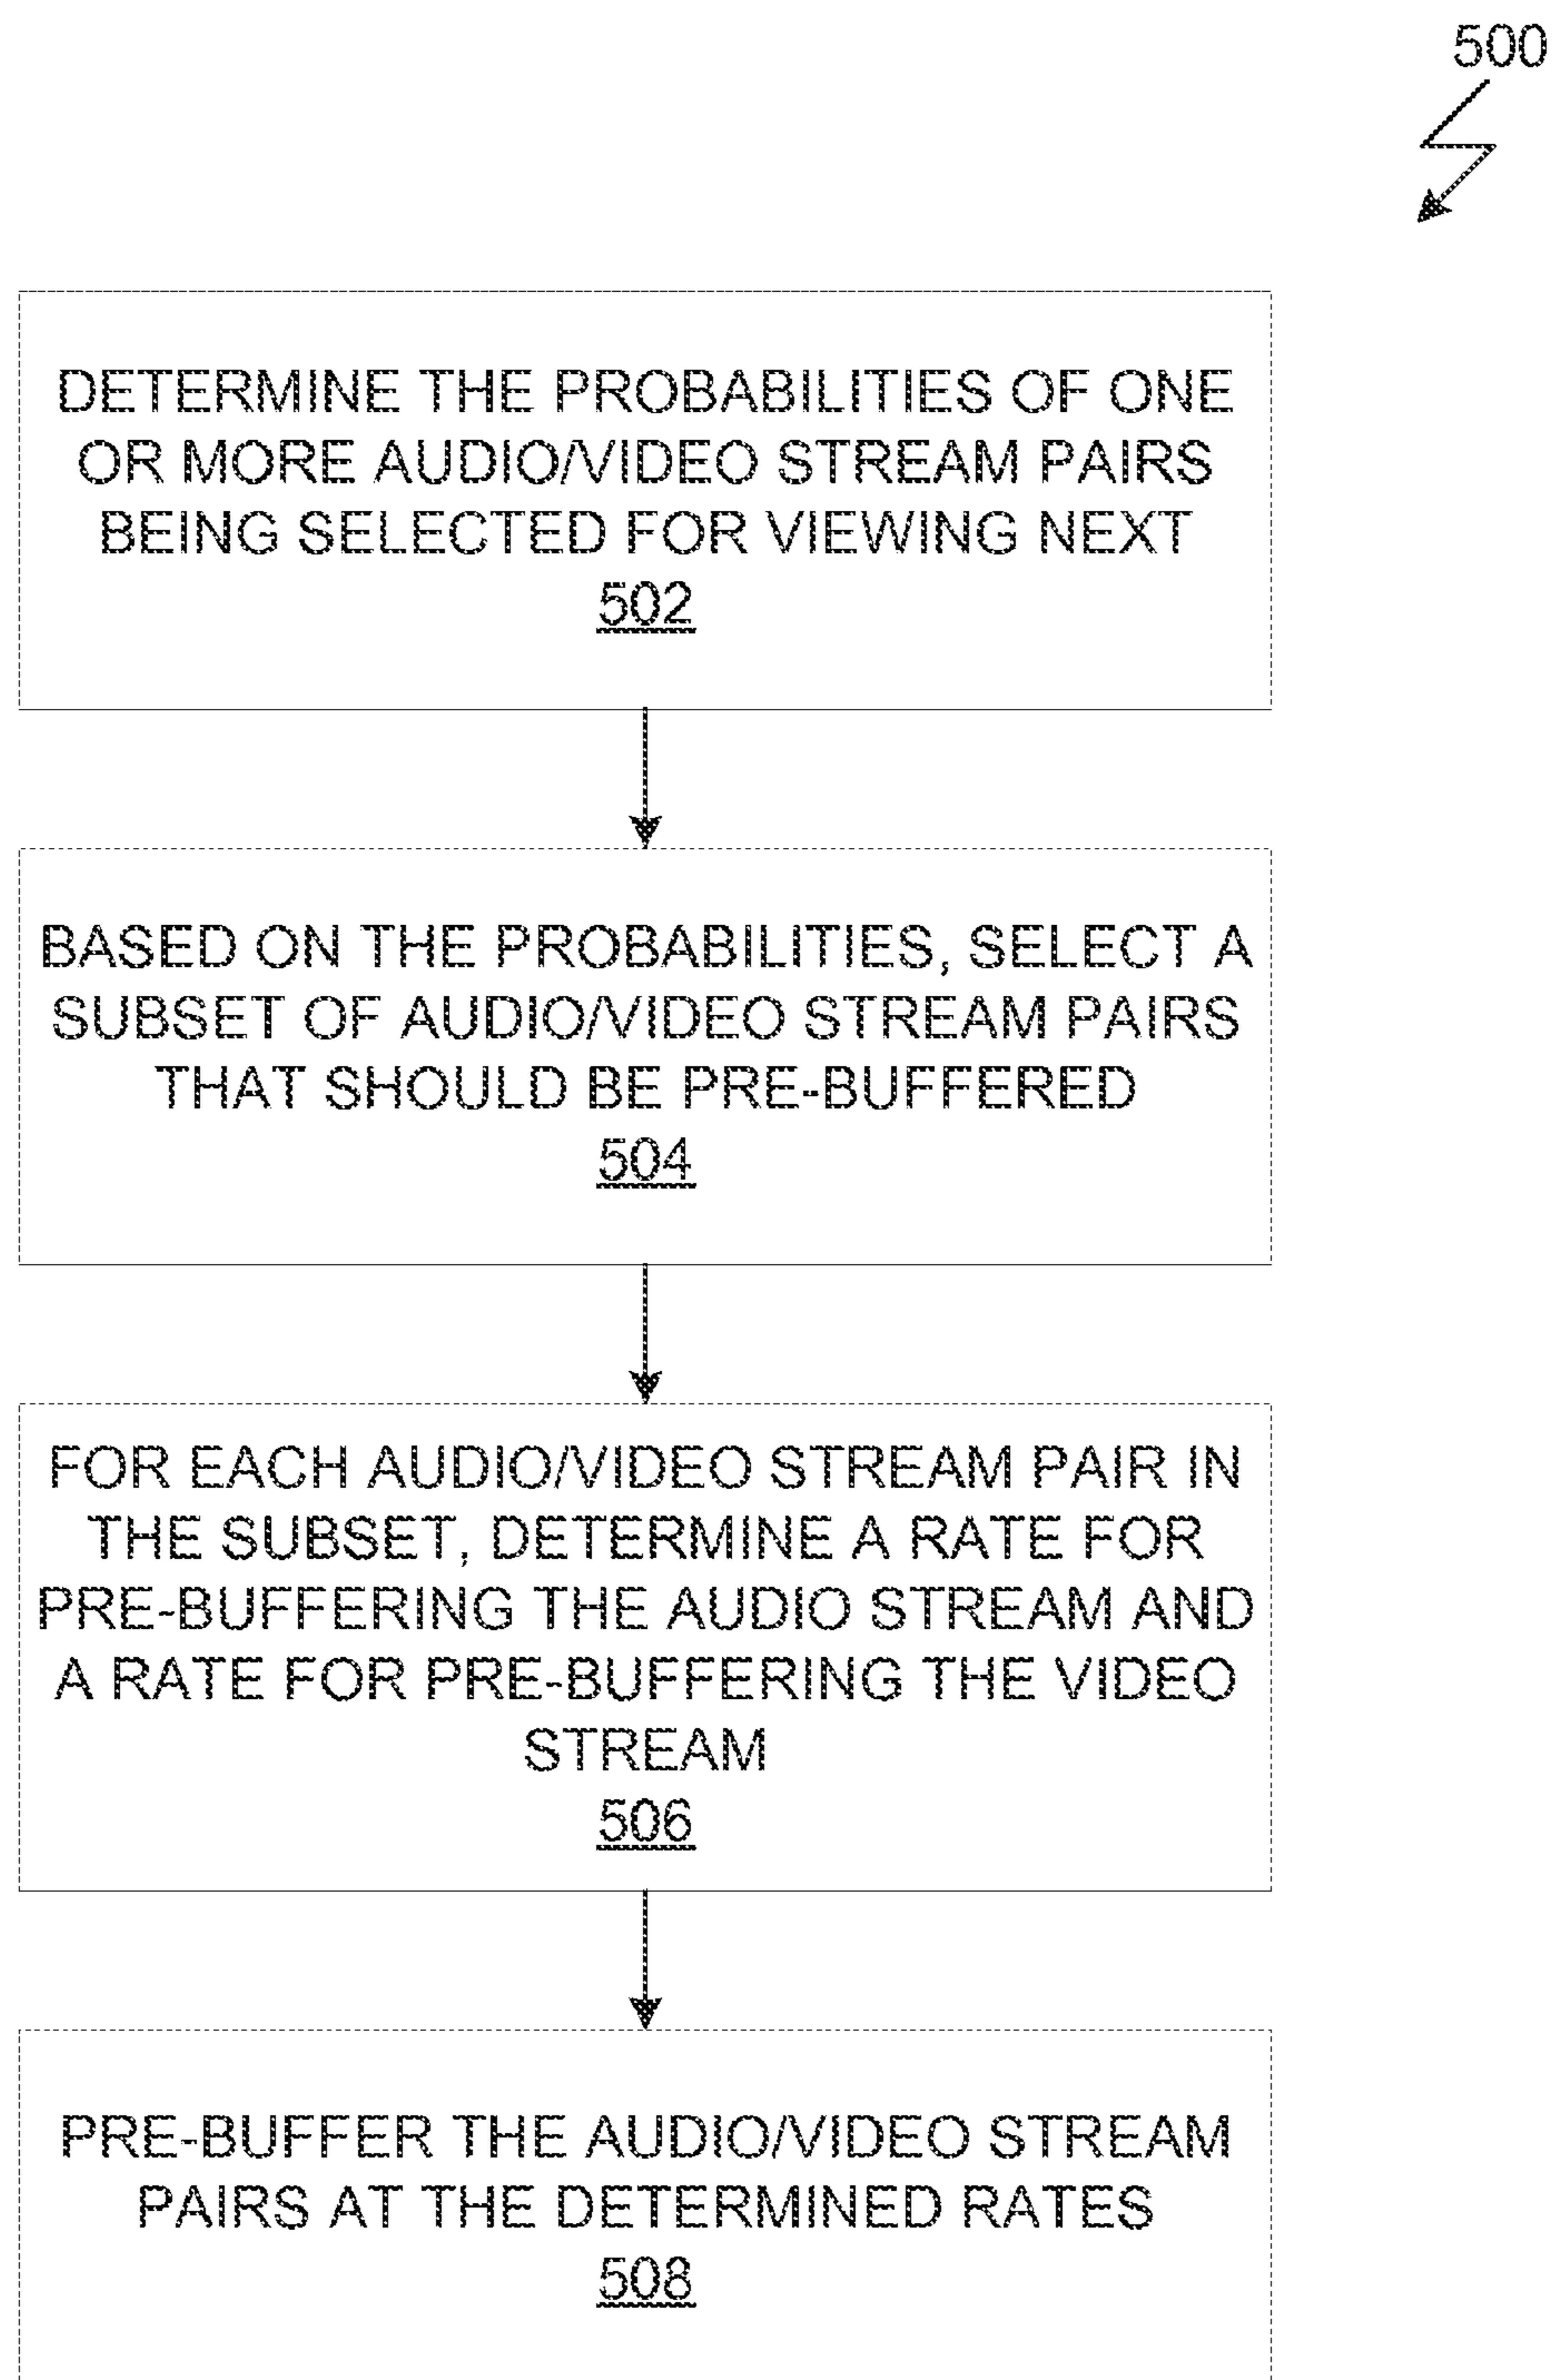 500
DETERMINE THE PROBABILITIES OF ONE
OR MORE AUDIO/VIDEO STREAM PAIRS
BEING SELECTED FOR VIEWING NEXT
502
BASED ON THE PROBABILITIES, SELECT A
SUBSET OF AUDIO/VIDEO STREAM PAIRS
THAT SHOULD BE PRE-BUFFERED
504
FOR EACH AUDIO/VIDEO STREAM PAIR IN
THE SUBSET, DETERMINE A RATE FOR
PRE-BUFFERING THE AUDIO STREAM AND
A RATE FOR PRE-BUFFERING THE VIDEO
STREAM
506
PRE-BUFFER THE AUDIO/VIDEO STREAM
PAIRS AT THE DETERMINED RATES
508